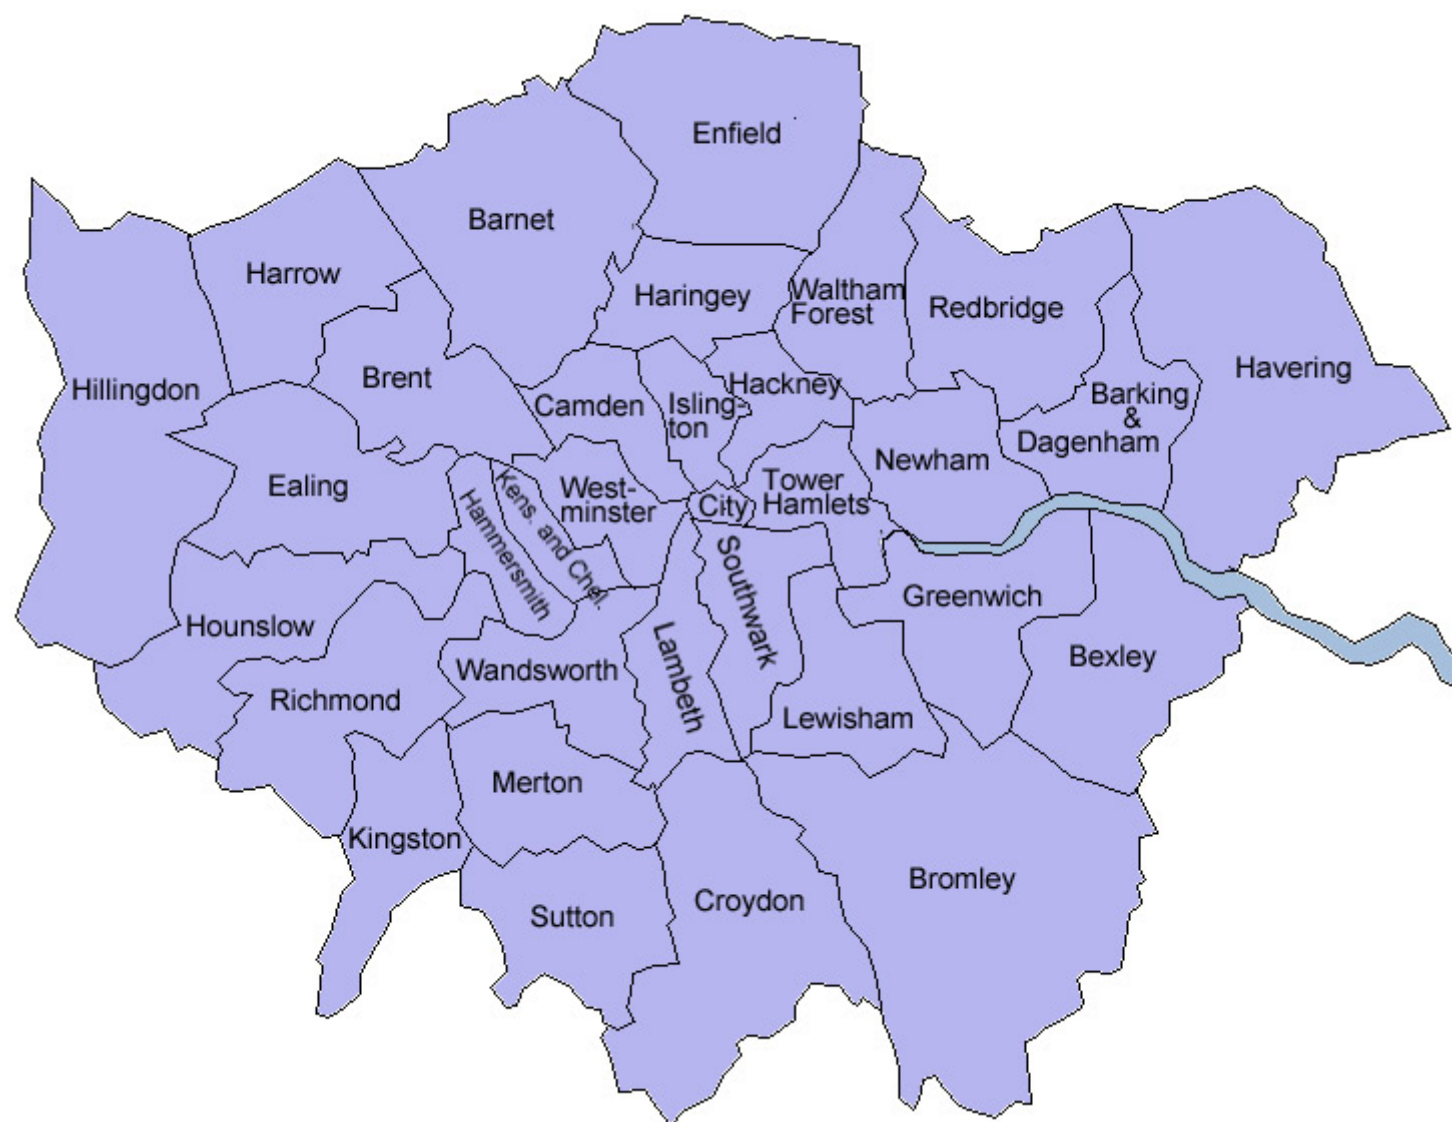 Enfield
Barnet
Harrow
Haringey
Waltham
Forest
Redbridge
Havering
Hillingdon
Brent
Camden
Isling-
ton
Hackney
Barking
&
Dagenham
Ealing
Newham
West-
minster
Tower
Hamlets
City
Kens. and Chel.
Hammersmith
Southwark
Greenwich
Hounslow
Bexley
Richmond
Wandsworth
Lambeth
Lewisham
Merton
Kingston
Bromley
Croydon
Sutton